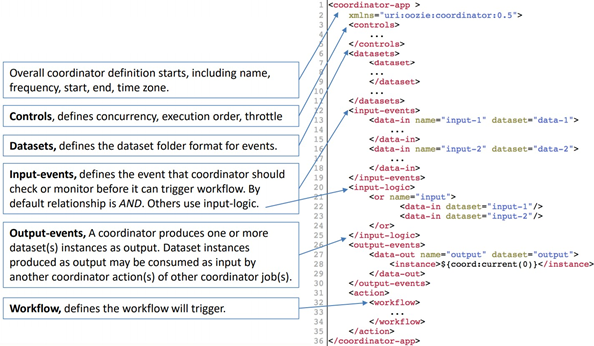 Overall coordinator definition starts, including name,
frequency, start, end, time zone.
Controls, defines concurrency, execution order, throttle
Datasets, defines the dataset folder format for events.
Input-events, defines the event that coordinator should
check or monitor before it can trigger workflow. By
default relationship is AND. Others use input-logic.
Output-events, A coordinator produces one or more
dataset(s) instances as output. Dataset instances
produced as output may be consumed as input by
another coordinator action(s) of other coordinator job(s).
Workflow, defines the workflow will trigger.
1 <coordinator-app >
2 xmlns="uri:oozie:coordinator:0.5">
3 <controls>
4 ...
5 </controls>
6 <datasets>
7 <dataset>
8 ...
9 </dataset>
10 ...
11 </datasets>
12 <input-events>
13 <data-in name="input-1" dataset="data-1">
14 ...
15 </data-in>
16 <data-in name="input-2" dataset="data-2">
17 ...
18 </data-in>
19 </input-events>
20 <input-logic>
21 <or name="input">
22 <data-in dataset="input-1"/>
23 <data-in dataset="input-2"/>
24 </or>
25 </input-logic>
26 <output-events>
27 <data-out name="output" dataset="output">
28 <instance>${coord:current(0)}</instance>
29 </data-out>
30 </output-events>
31 <action>
32 <workflow>
33 ...
34 </workflow>
35 </action>
36 </coordinator-app>